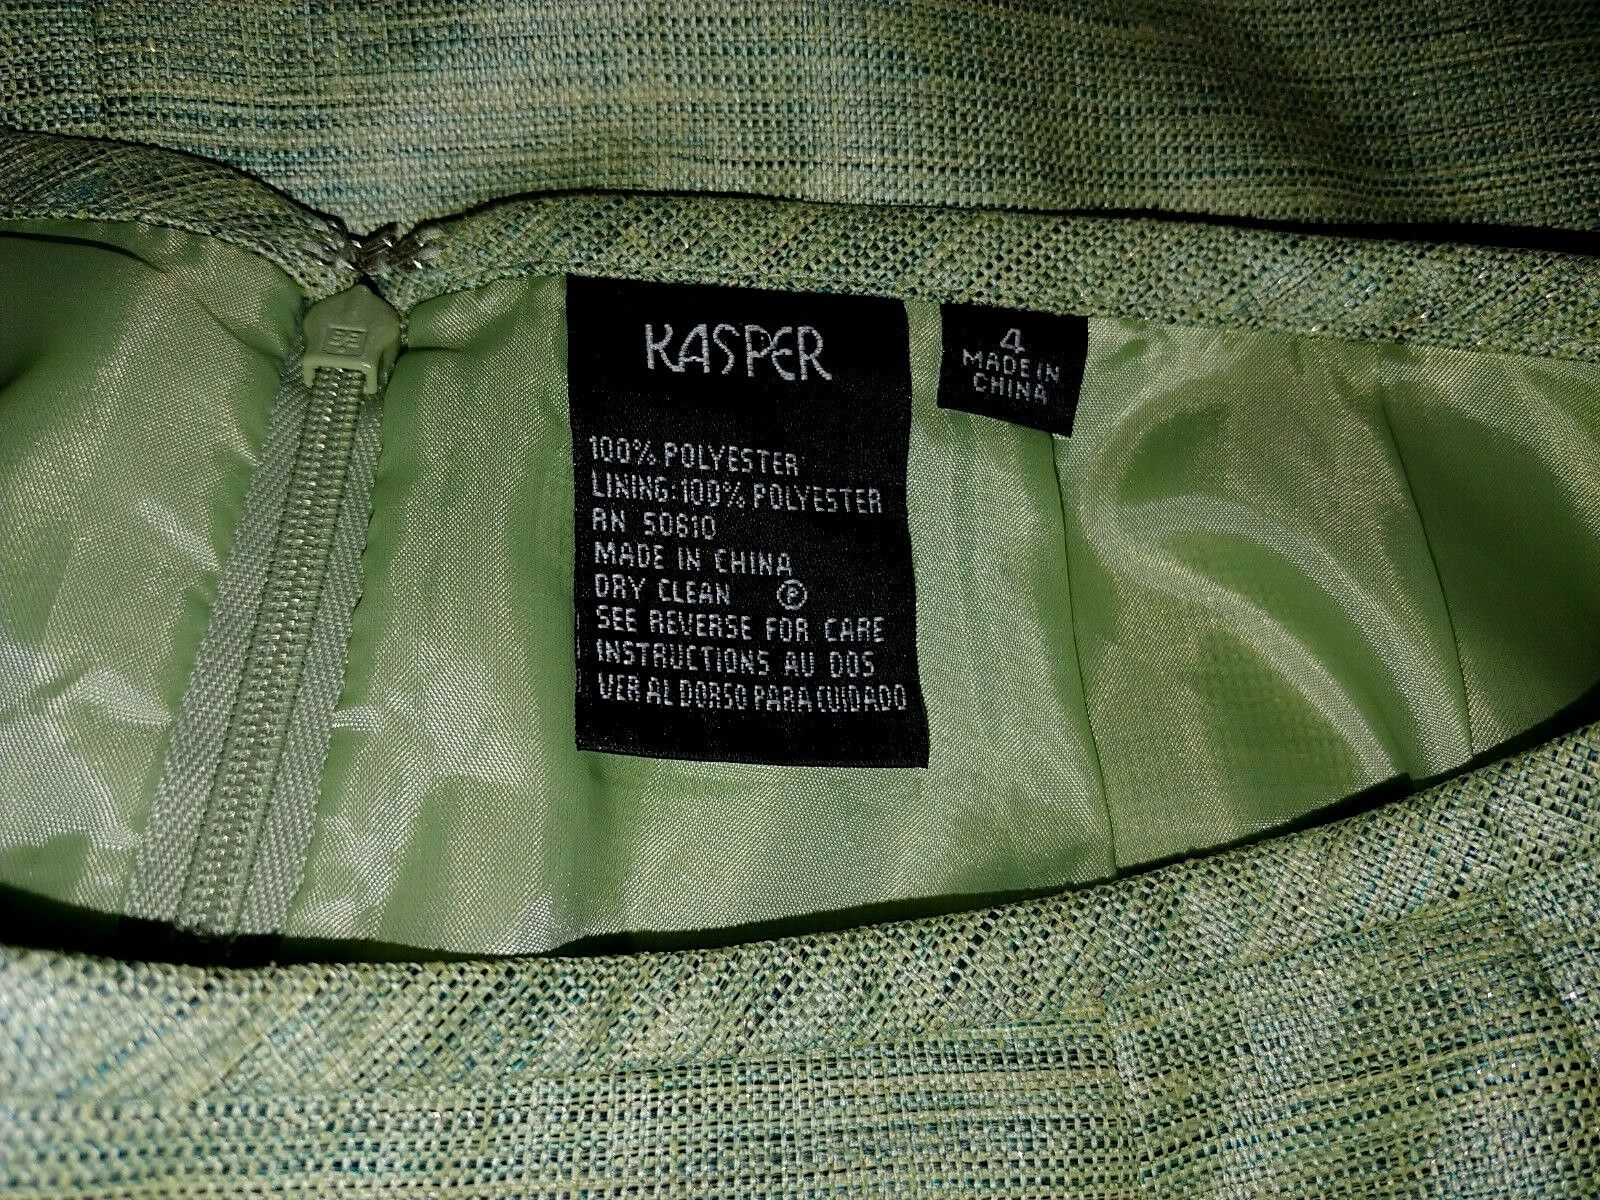 KASPER
100% POLYESTER
LINING: 100% POLYESTER
RN 50610
MADE IN CHINA
DRY CLEAN Ⓟ
SEE REVERSE FOR CARE
INSTRUCTIONS AU DOS
VER AL DORSO PARA CUIDADO
4
MADE IN
CHINA